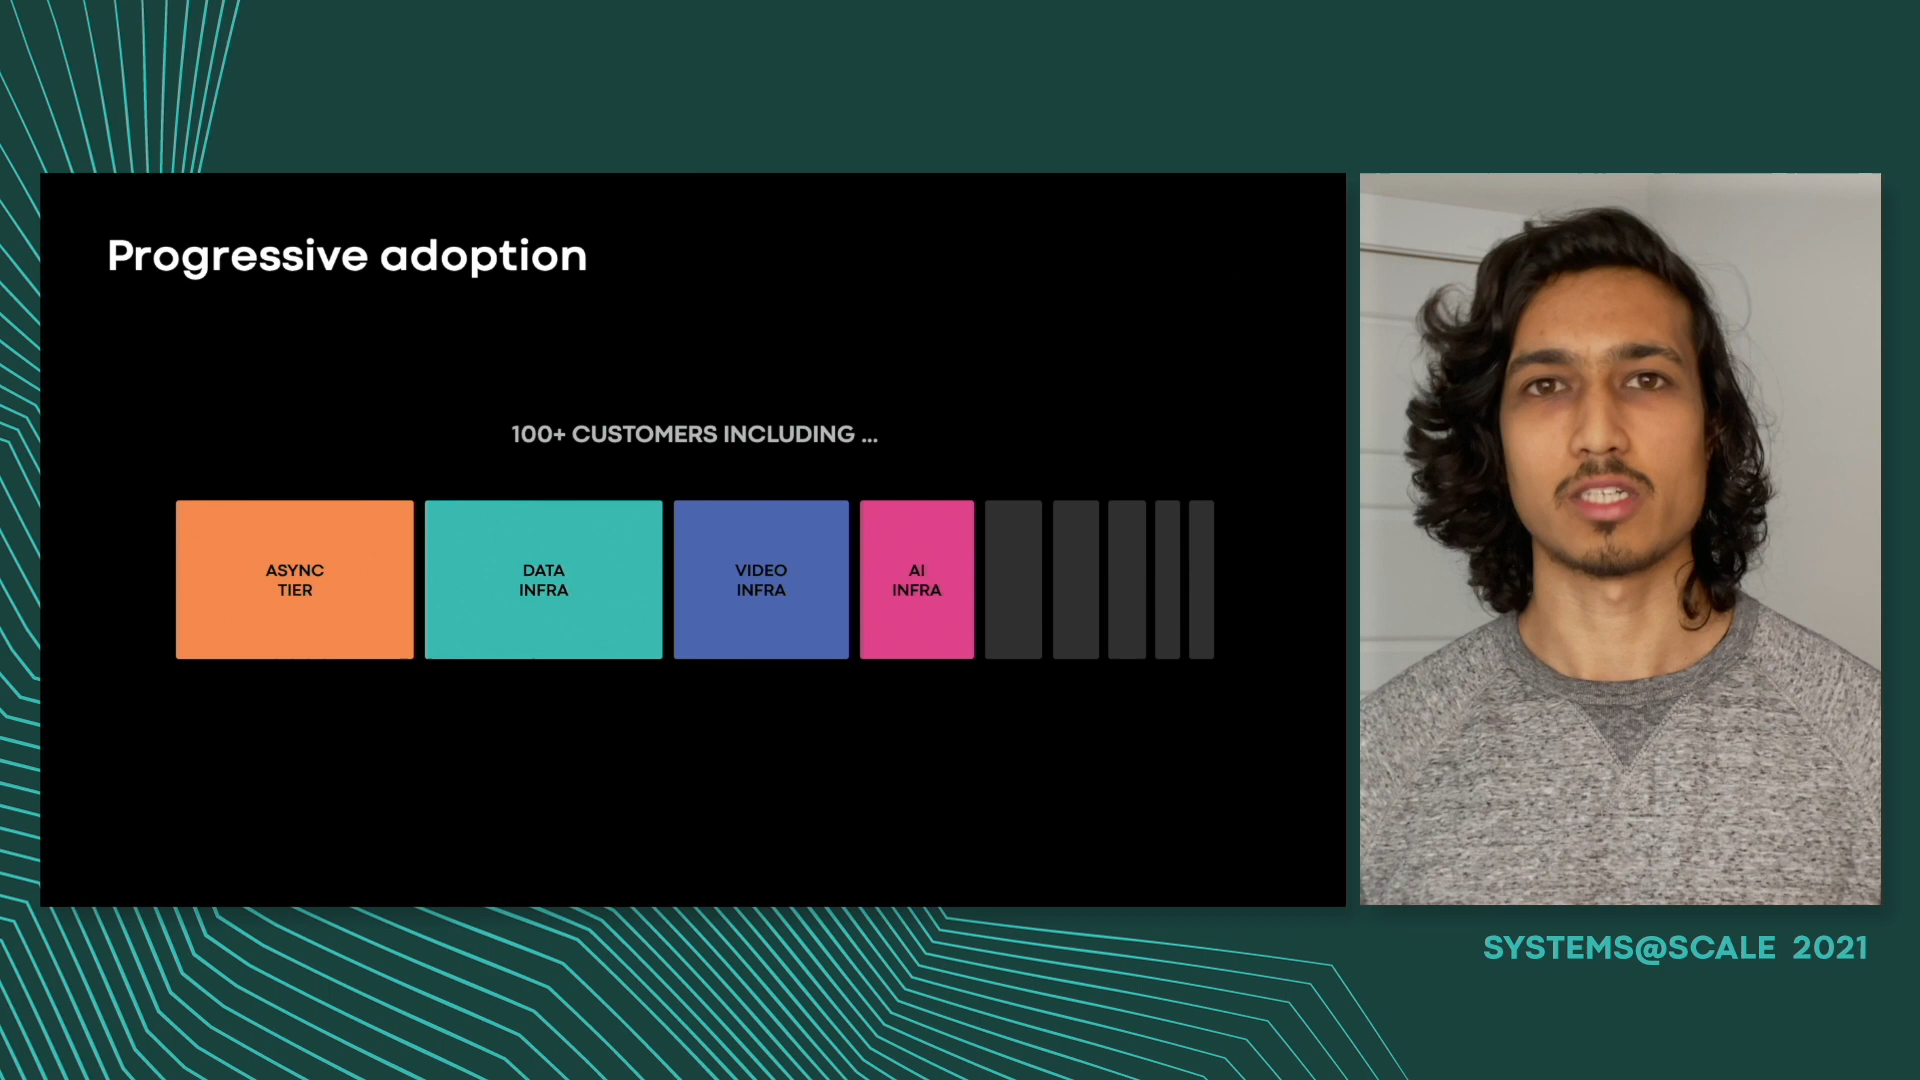 Progressive adoption
100+ CUSTOMERS INCLUDING ...
ASYNC
TIER
DATA
INFRA
VIDEO
INFRA
AI
INFRA
SYSTEMS@SCALE 2021